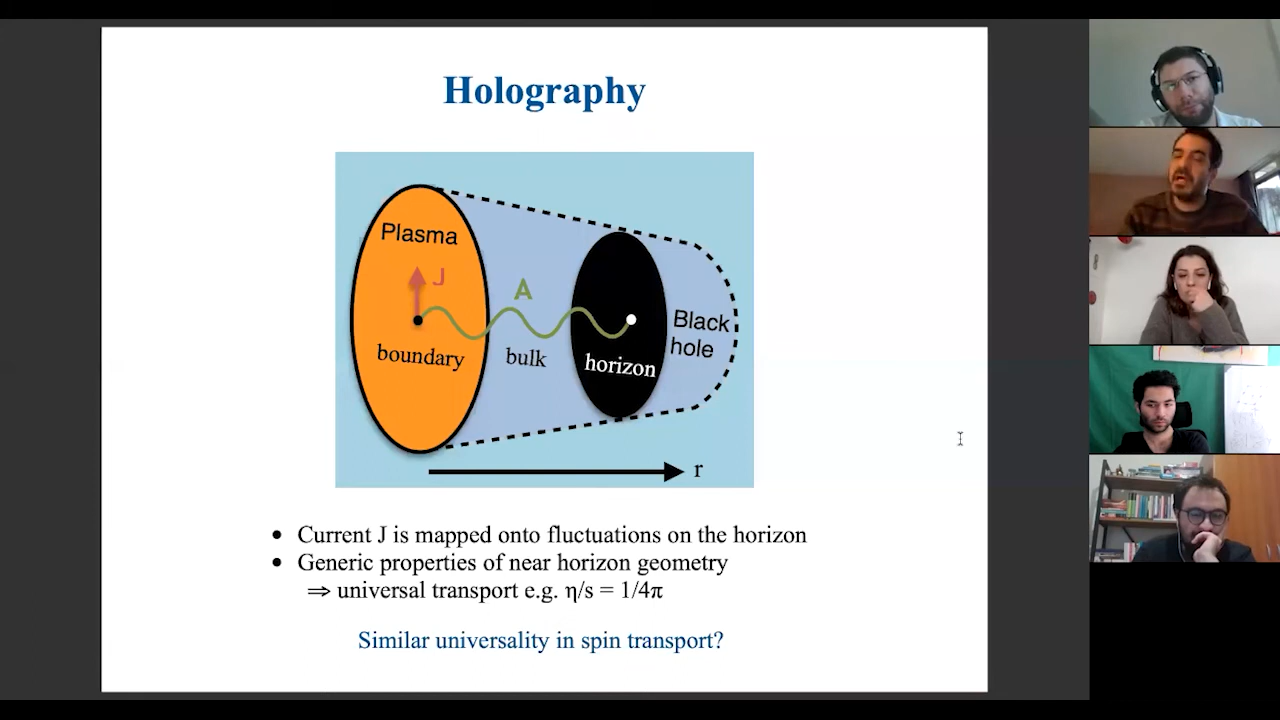 Holography
Plasma
J
A
boundary
bulk
horizon
Black
hole
r
• Current J is mapped onto fluctuations on the horizon
• Generic properties of near horizon geometry
⇒ universal transport e.g. η/s = 1/4π
Similar universality in spin transport?